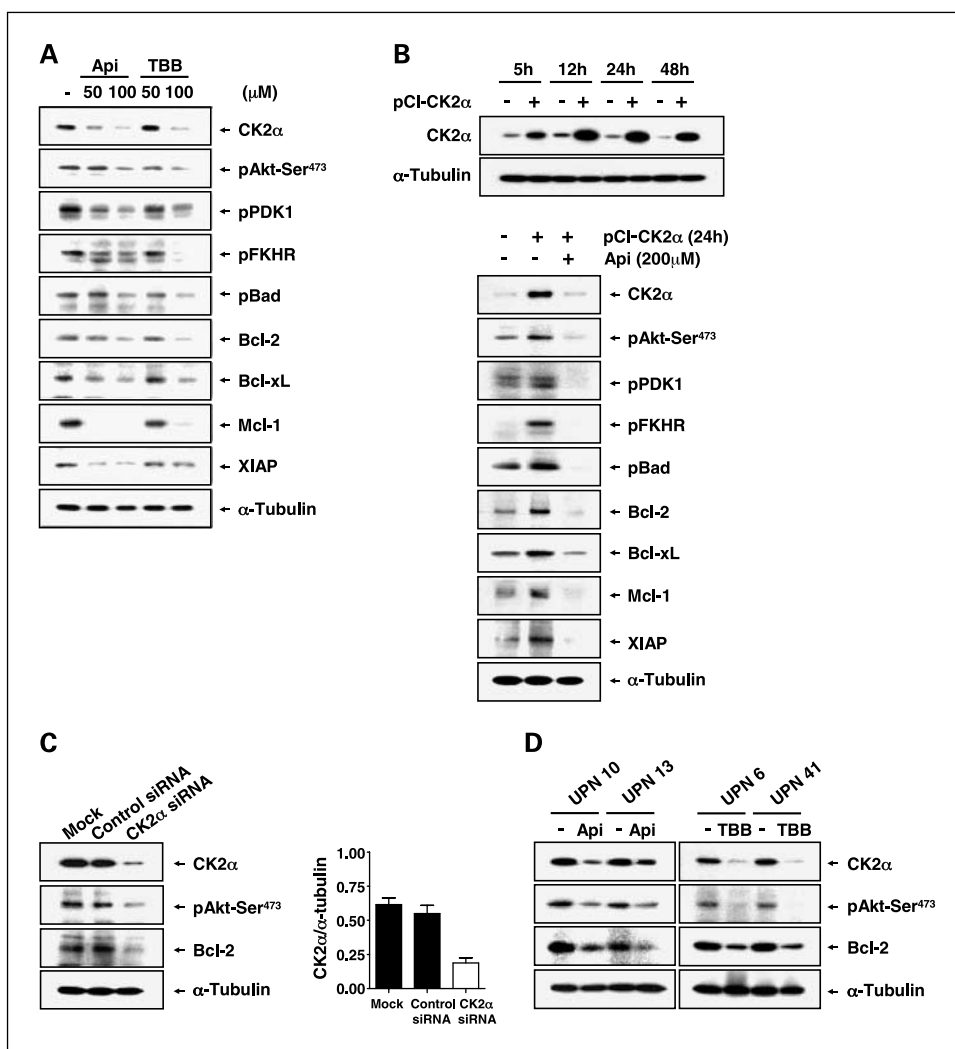 A
Api TBB
- 50 100 50 100 (μM)
CK2α
pAkt-Ser473
pPDK1
pFKHR
pBad
Bcl-2
Bcl-xL
Mcl-1
XIAP
α-Tubulin
B
5h 12h 24h 48h
pCI-CK2α - + - + - + - +
CK2α
α-Tubulin
- + + pCI-CK2α (24h)
- - + Api (200μM)
CK2α
pAkt-Ser473
pPDK1
pFKHR
pBad
Bcl-2
Bcl-xL
Mcl-1
XIAP
α-Tubulin
C
Mock Control siRNA CK2α siRNA
CK2α
pAkt-Ser473
Bcl-2
α-Tubulin
CK2α/α-tubulin
1.00
0.75
0.50
0.25
0.00
Mock Control CK2α
siRNA siRNA
D
UPN 10 UPN 13 UPN 6 UPN 41
- Api - Api - TBB - TBB
CK2α
pAkt-Ser473
Bcl-2
α-Tubulin